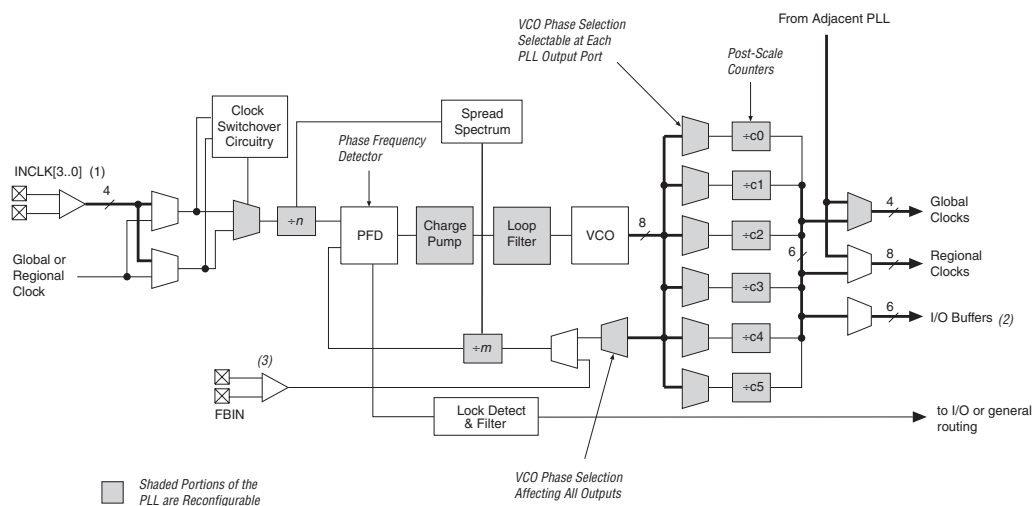 From Adjacent PLL
VCO Phase Selection
Selectable at Each
PLL Output Port
Post-Scale
Counters
Clock
Switchover
Circuitry
Spread
Spectrum
Phase Frequency
Detector
INCLK[3..0] (1)
4
Global or
Regional
Clock
÷n
PFD
Charge
Pump
Loop
Filter
VCO
8
÷c0
÷c1
÷c2
÷c3
÷c4
÷c5
6
4
Global
Clocks
8
Regional
Clocks
6
I/O Buffers (2)
÷m
(3)
FBIN
Lock Detect
& Filter
to I/O or general
routing
VCO Phase Selection
Affecting All Outputs
Shaded Portions of the
PLL are Reconfigurable